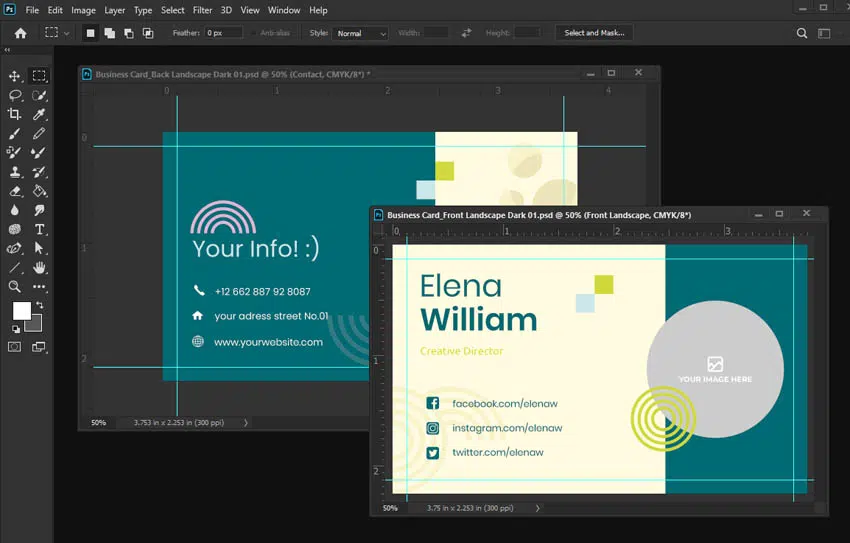 Ps File Edit Image Layer Type Select Filter 3D View Window Help
Feather: 0 px Anti-alias Style: Normal Width: Height: Select and Mask...
Ps Business Card_Back Landscape Dark 01.psd @ 50% (Contact, CMYK/8*) *
0 1 2 3 4
0
1
2
Your Info! :)
+12 662 887 92 8087
your adress street No.01
www.yourwebsite.com
50% 3.753 in x 2.253 in (300 ppi)
Ps Business Card_Front Landscape Dark 01.psd @ 50% (Front Landscape, CMYK/8*)
0 1 2 3
0
1
2
Elena
William
Creative Director
YOUR IMAGE HERE
facebook.com/elenaw
instagram.com/elenaw
twitter.com/elenaw
50% 3.75 in x 2.253 in (300 ppi)